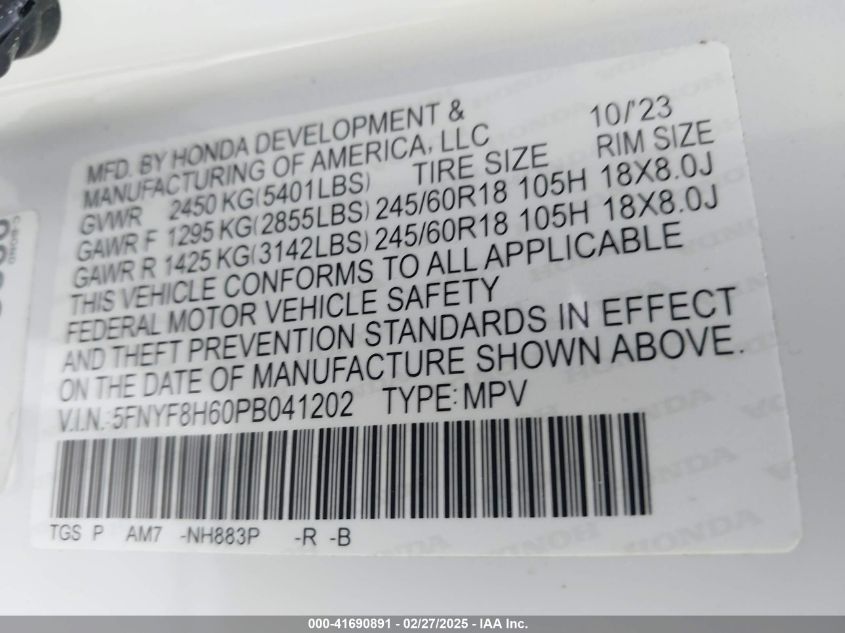 MFD. BY HONDA DEVELOPMENT & 10/'23
MANUFACTURING OF AMERICA, LLC
GVWR 2450 KG(5401LBS) TIRE SIZE RIM SIZE
GAWR F 1295 KG(2855LBS) 245/60R18 105H 18X8.0J
GAWR R 1425 KG(3142LBS) 245/60R18 105H 18X8.0J
THIS VEHICLE CONFORMS TO ALL APPLICABLE
FEDERAL MOTOR VEHICLE SAFETY
AND THEFT PREVENTION STANDARDS IN EFFECT
ON THE DATE OF MANUFACTURE SHOWN ABOVE.
V.I.N.: 5FNYF8H60PB041202 TYPE: MPV
TGS P AM7 -NH883P -R -B
000-41690891 - 02/27/2025 - IAA Inc.